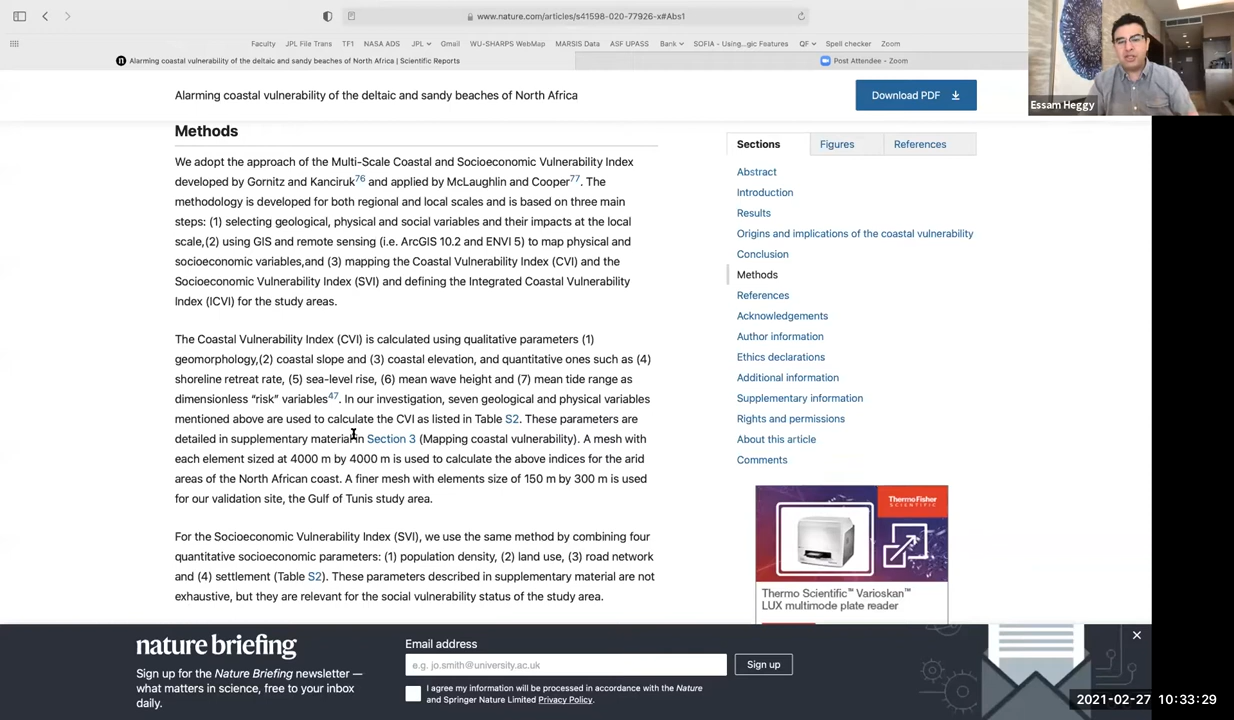 www.nature.com/articles/s41598-020-77926-x#Abs1
Faculty JPL File Trans TF1 NASA ADS JPL Gmail WU-SHARPS WebMap MARSIS Data ASF UPASS Bank SOFIA - Using...gic Features QF Spell checker Zoom
Alarming coastal vulnerability of the deltaic and sandy beaches of North Africa | Scientific Reports
Post Attendee - Zoom
Essam Heggy
Alarming coastal vulnerability of the deltaic and sandy beaches of North Africa
Download PDF
Methods
We adopt the approach of the Multi-Scale Coastal and Socioeconomic Vulnerability Index
developed by Gornitz and Kanciruk76 and applied by McLaughlin and Cooper77. The
methodology is developed for both regional and local scales and is based on three main
steps: (1) selecting geological, physical and social variables and their impacts at the local
scale,(2) using GIS and remote sensing (i.e. ArcGIS 10.2 and ENVI 5) to map physical and
socioeconomic variables,and (3) mapping the Coastal Vulnerability Index (CVI) and the
Socioeconomic Vulnerability Index (SVI) and defining the Integrated Coastal Vulnerability
Index (ICVI) for the study areas.
The Coastal Vulnerability Index (CVI) is calculated using qualitative parameters (1)
geomorphology,(2) coastal slope and (3) coastal elevation, and quantitative ones such as (4)
shoreline retreat rate, (5) sea-level rise, (6) mean wave height and (7) mean tide range as
dimensionless “risk” variables47. In our investigation, seven geological and physical variables
mentioned above are used to calculate the CVI as listed in Table S2. These parameters are
detailed in supplementary material in Section 3 (Mapping coastal vulnerability). A mesh with
each element sized at 4000 m by 4000 m is used to calculate the above indices for the arid
areas of the North African coast. A finer mesh with elements size of 150 m by 300 m is used
for our validation site, the Gulf of Tunis study area.
For the Socioeconomic Vulnerability Index (SVI), we use the same method by combining four
quantitative socioeconomic parameters: (1) population density, (2) land use, (3) road network
and (4) settlement (Table S2). These parameters described in supplementary material are not
exhaustive, but they are relevant for the social vulnerability status of the study area.
Sections Figures References
Abstract
Introduction
Results
Origins and implications of the coastal vulnerability
Conclusion
Methods
References
Acknowledgements
Author information
Ethics declarations
Additional information
Supplementary information
Rights and permissions
About this article
Comments
ThermoFisher
SCIENTIFIC
Thermo Scientific™ Varioskan™
LUX multimode plate reader
nature briefing
Sign up for the Nature Briefing newsletter —
what matters in science, free to your inbox
daily.
Email address
e.g. jo.smith@university.ac.uk
Sign up
I agree my information will be processed in accordance with the Nature
and Springer Nature Limited Privacy Policy.
2021-02-27 10:33:29